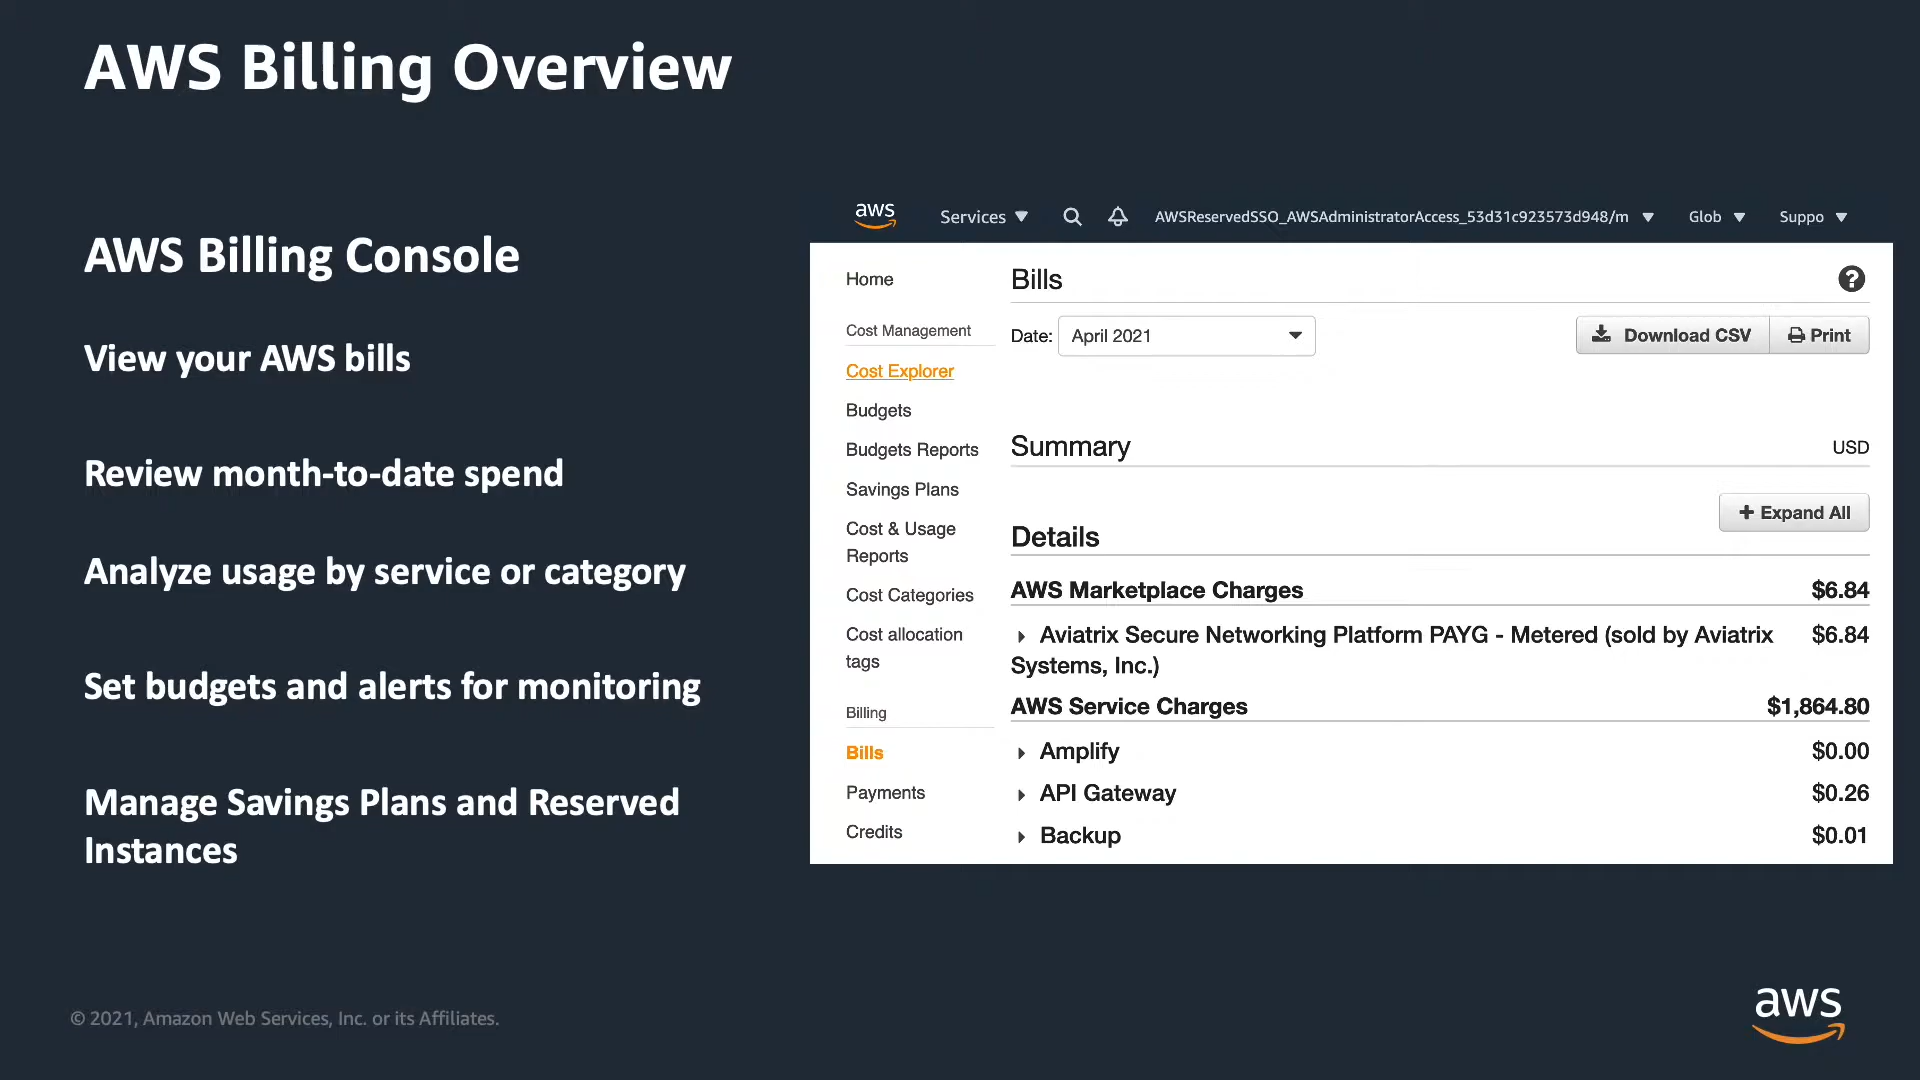 AWS Billing Overview
AWS Billing Console
View your AWS bills
Review month-to-date spend
Analyze usage by service or category
Set budgets and alerts for monitoring
Manage Savings Plans and Reserved
Instances
aws Services AWSReservedSSO_AWSAdministratorAccess_53d31c923573d948/m Glob Suppo
Home
Cost Management
Cost Explorer
Budgets
Budgets Reports
Savings Plans
Cost & Usage
Reports
Cost Categories
Cost allocation
tags
Billing
Bills
Payments
Credits
Bills ?
Date: April 2021 Download CSV Print
Summary USD
+ Expand All
Details
AWS Marketplace Charges $6.84
Aviatrix Secure Networking Platform PAYG - Metered (sold by Aviatrix $6.84
Systems, Inc.)
AWS Service Charges $1,864.80
Amplify $0.00
API Gateway $0.26
Backup $0.01
© 2021, Amazon Web Services, Inc. or its Affiliates.
aws